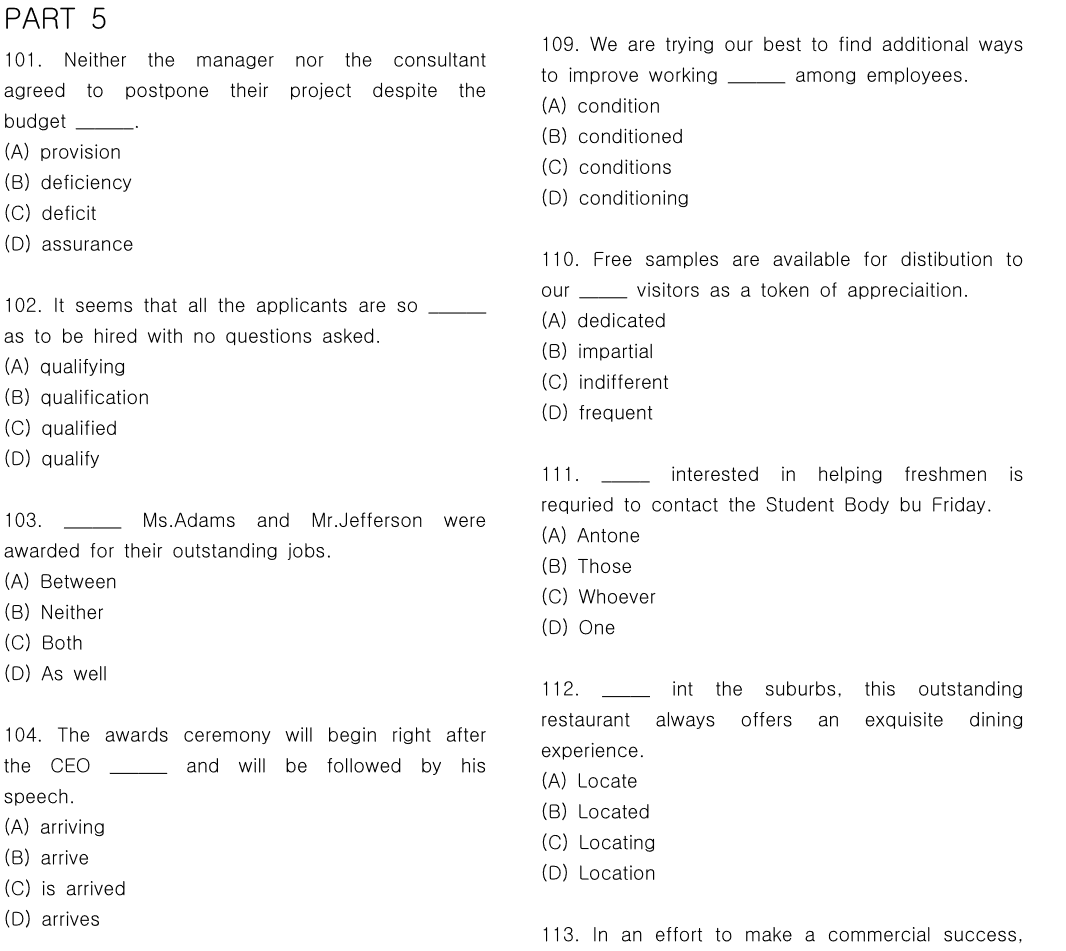 PART 5
101. Neither the manager nor the consultant
agreed to postpone their project despite the
budget ______.
(A) provision
(B) deficiency
(C) deficit
(D) assurance
102. It seems that all the applicants are so ______
as to be hired with no questions asked.
(A) qualifying
(B) qualification
(C) qualified
(D) qualify
103. ______ Ms.Adams and Mr.Jefferson were
awarded for their outstanding jobs.
(A) Between
(B) Neither
(C) Both
(D) As well
104. The awards ceremony will begin right after
the CEO ______ and will be followed by his
speech.
(A) arriving
(B) arrive
(C) is arrived
(D) arrives
109. We are trying our best to find additional ways
to improve working ______ among employees.
(A) condition
(B) conditioned
(C) conditions
(D) conditioning
110. Free samples are available for distibution to
our _____ visitors as a token of appreciaition.
(A) dedicated
(B) impartial
(C) indifferent
(D) frequent
111. _____ interested in helping freshmen is
requried to contact the Student Body bu Friday.
(A) Antone
(B) Those
(C) Whoever
(D) One
112. _____ int the suburbs, this outstanding
restaurant always offers an exquisite dining
experience.
(A) Locate
(B) Located
(C) Locating
(D) Location
113. In an effort to make a commercial success,